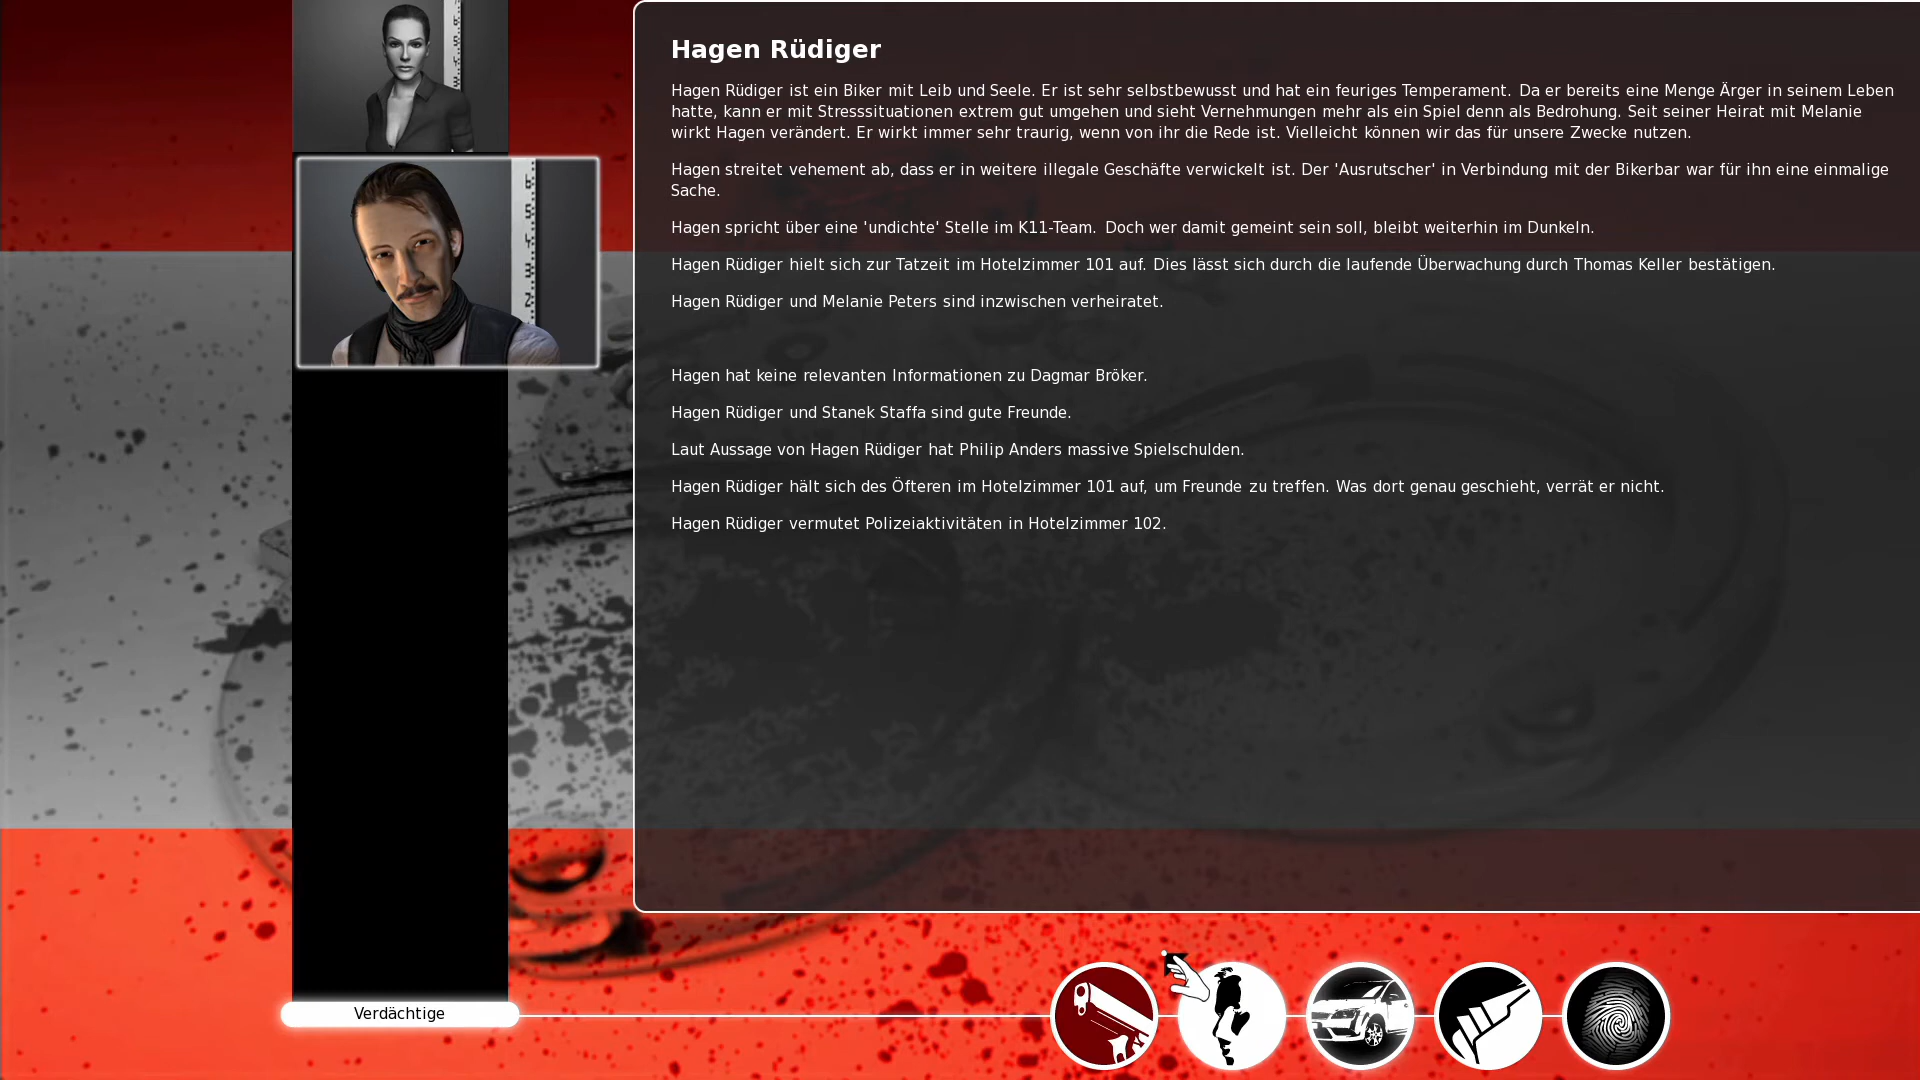 Hagen Rüdiger
Hagen Rüdiger ist ein Biker mit Leib und Seele. Er ist sehr selbstbewusst und hat ein feuriges Temperament. Da er bereits eine Menge Ärger in seinem Leben
hatte, kann er mit Stresssituationen extrem gut umgehen und sieht Vernehmungen mehr als ein Spiel denn als Bedrohung. Seit seiner Heirat mit Melanie
wirkt Hagen verändert. Er wirkt immer sehr traurig, wenn von ihr die Rede ist. Vielleicht können wir das für unsere Zwecke nutzen.
Hagen streitet vehement ab, dass er in weitere illegale Geschäfte verwickelt ist. Der 'Ausrutscher' in Verbindung mit der Bikerbar war für ihn eine einmalige
Sache.
Hagen spricht über eine 'undichte' Stelle im K11-Team. Doch wer damit gemeint sein soll, bleibt weiterhin im Dunkeln.
Hagen Rüdiger hielt sich zur Tatzeit im Hotelzimmer 101 auf. Dies lässt sich durch die laufende Überwachung durch Thomas Keller bestätigen.
Hagen Rüdiger und Melanie Peters sind inzwischen verheiratet.
Hagen hat keine relevanten Informationen zu Dagmar Bröker.
Hagen Rüdiger und Stanek Staffa sind gute Freunde.
Laut Aussage von Hagen Rüdiger hat Philip Anders massive Spielschulden.
Hagen Rüdiger hält sich des Öfteren im Hotelzimmer 101 auf, um Freunde zu treffen. Was dort genau geschieht, verrät er nicht.
Hagen Rüdiger vermutet Polizeiaktivitäten in Hotelzimmer 102.
Verdächtige